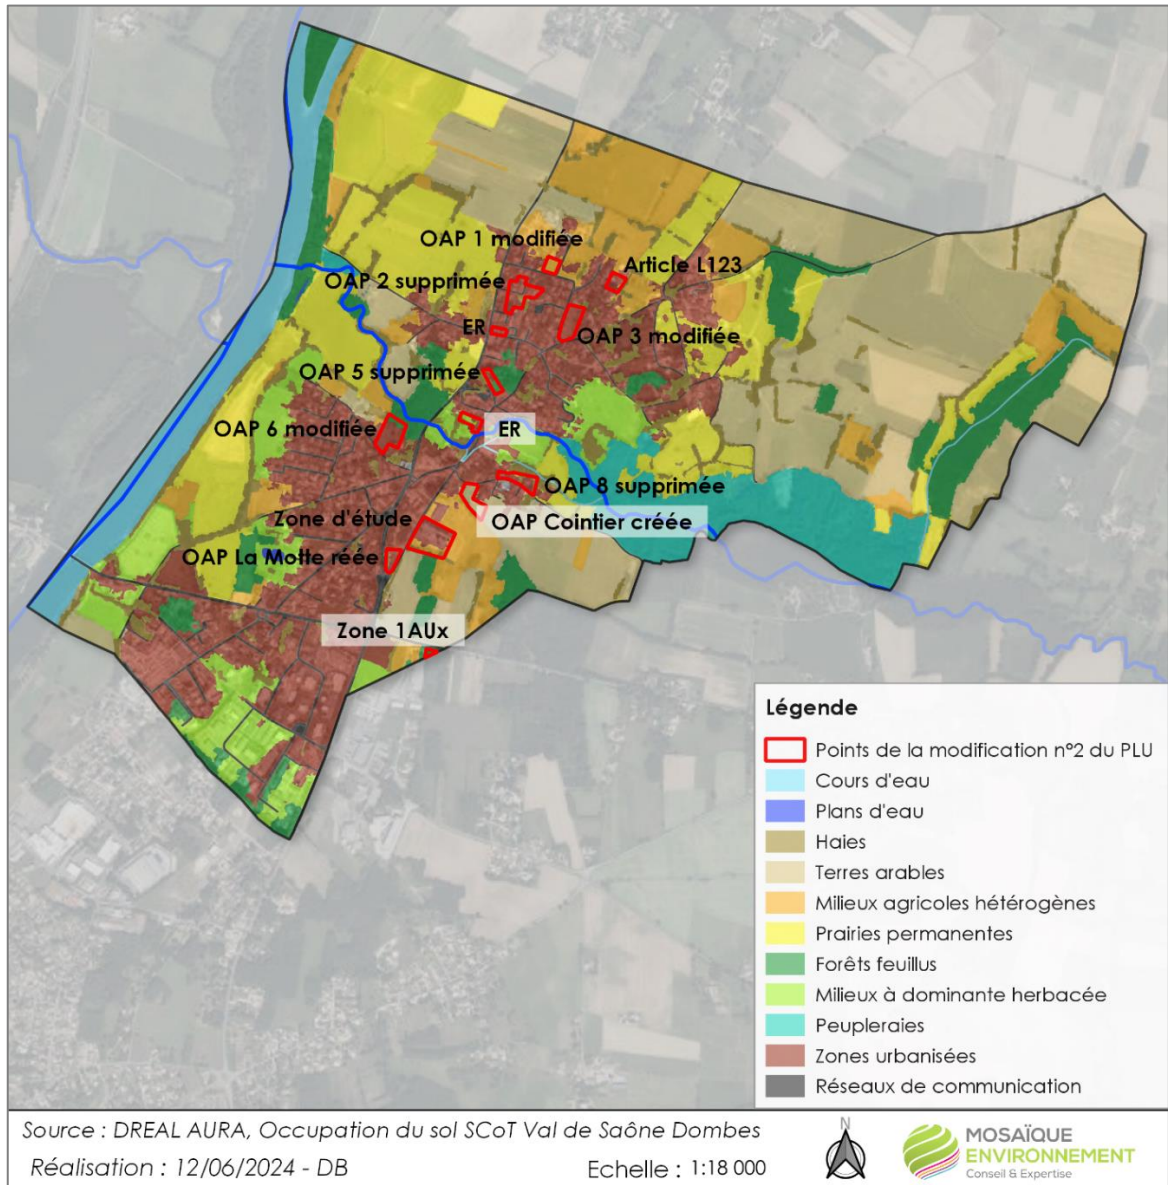 OAP 1 modifiée
Article L123
OAP 2 supprimée
ER
OAP 3 modifiée
OAP 5 supprimée
OAP 6 modifiée
ER
OAP 8 supprimée
Zone d'étude
OAP Cointier créée
OAP La Motte réée
Zone 1AUx
Légende
Points de la modification n°2 du PLU
Cours d'eau
Plans d'eau
Haies
Terres arables
Milieux agricoles hétérogènes
Prairies permanentes
Forêts feuillus
Milieux à dominante herbacée
Peupleraies
Zones urbanisées
Réseaux de communication
Source : DREAL AURA, Occupation du sol SCoT Val de Saône Dombes
Réalisation : 12/06/2024 - DB
Echelle : 1:18 000
N
MOSAÏQUE
ENVIRONNEMENT
Conseil & Expertise